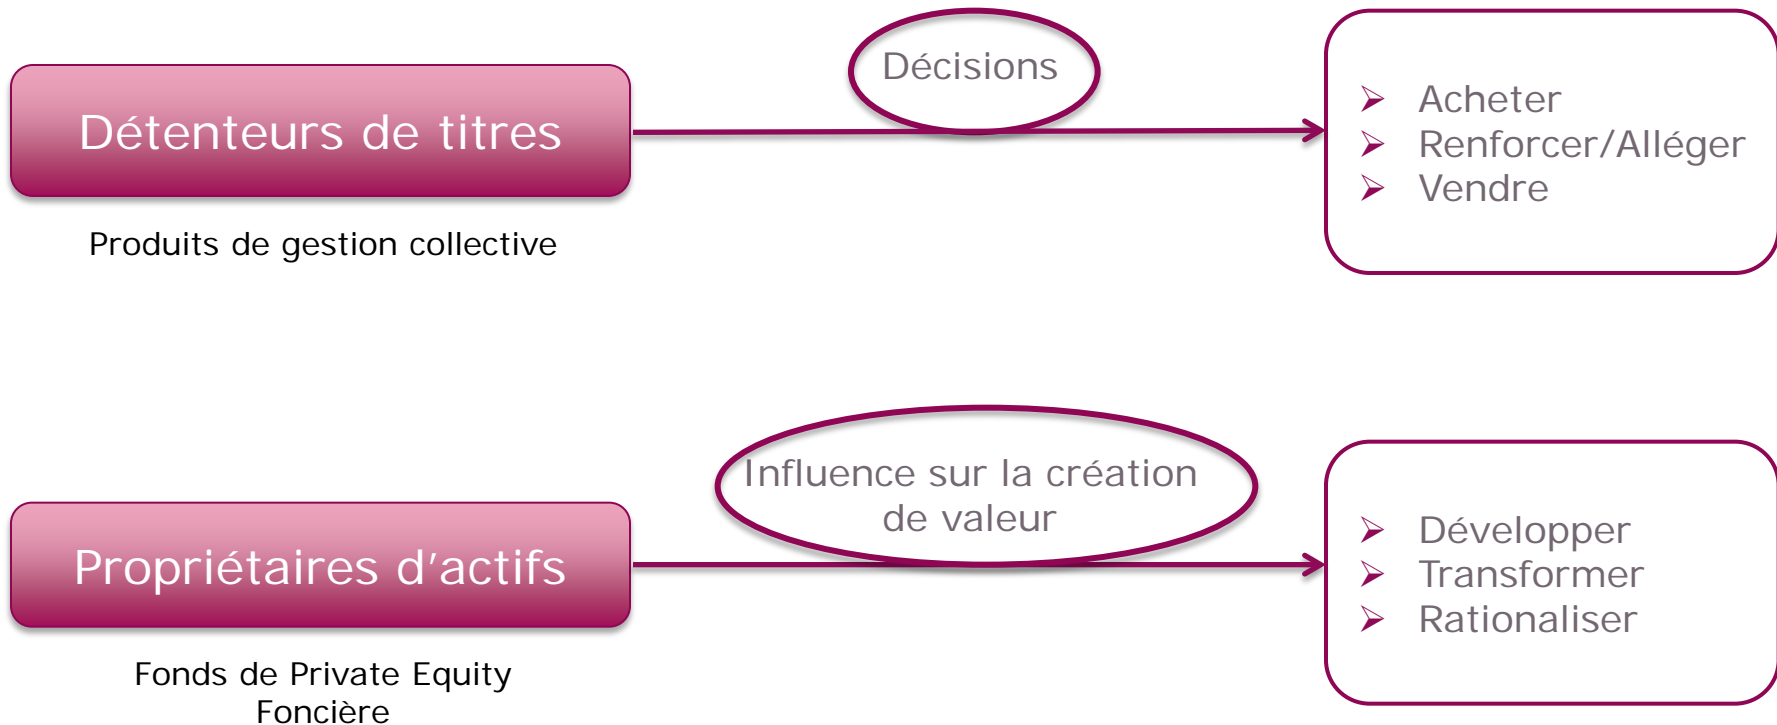 Décisions
Détenteurs de titres
Produits de gestion collective
➢ Acheter
➢ Renforcer/Alléger
➢ Vendre
Influence sur la création
de valeur
Propriétaires d’actifs
Fonds de Private Equity
Foncière
➢ Développer
➢ Transformer
➢ Rationaliser